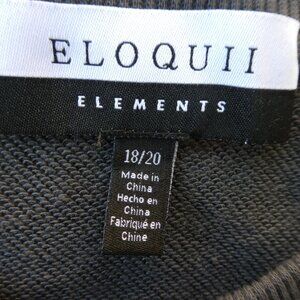 ELOQUII
ELEMENTS
18/20
Made in
China
Hecho en
China
Fabriqué en
Chine